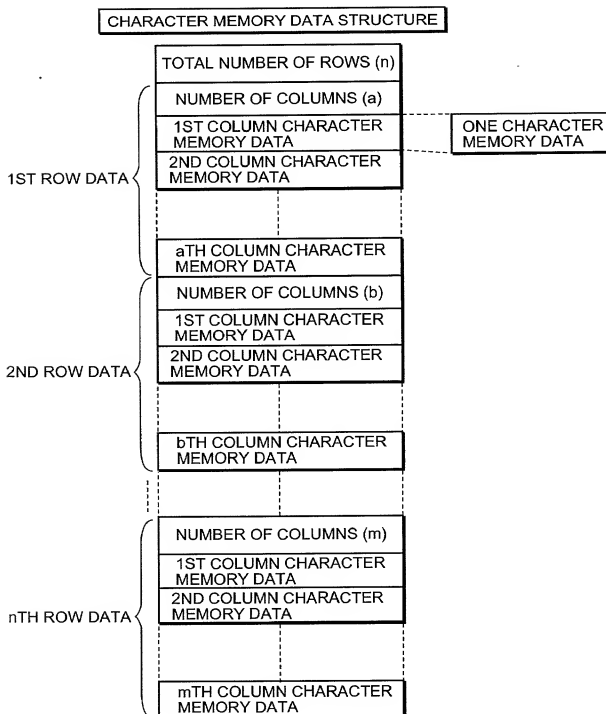 CHARACTER MEMORY DATA STRUCTURE
TOTAL NUMBER OF ROWS (n)
NUMBER OF COLUMNS (a)
1ST COLUMN CHARACTER
MEMORY DATA
ONE CHARACTER
MEMORY DATA
2ND COLUMN CHARACTER
MEMORY DATA
1ST ROW DATA
aTH COLUMN CHARACTER
MEMORY DATA
NUMBER OF COLUMNS (b)
1ST COLUMN CHARACTER
MEMORY DATA
2ND COLUMN CHARACTER
MEMORY DATA
2ND ROW DATA
bTH COLUMN CHARACTER
MEMORY DATA
NUMBER OF COLUMNS (m)
1ST COLUMN CHARACTER
MEMORY DATA
2ND COLUMN CHARACTER
MEMORY DATA
nTH ROW DATA
mTH COLUMN CHARACTER
MEMORY DATA